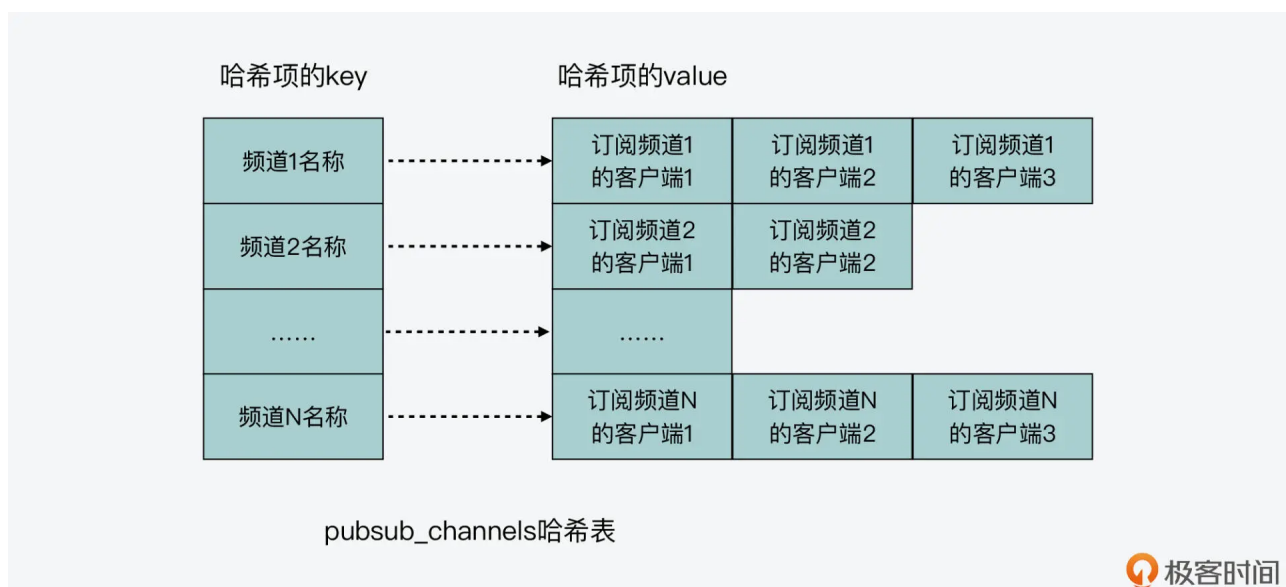 哈希项的key
哈希项的value
频道1名称
订阅频道1
的客户端1
订阅频道1
的客户端2
订阅频道1
的客户端3
频道2名称
订阅频道2
的客户端1
订阅频道2
的客户端2
……
……
频道N名称
订阅频道N
的客户端1
订阅频道N
的客户端2
订阅频道N
的客户端3
pubsub_channels哈希表
极客时间